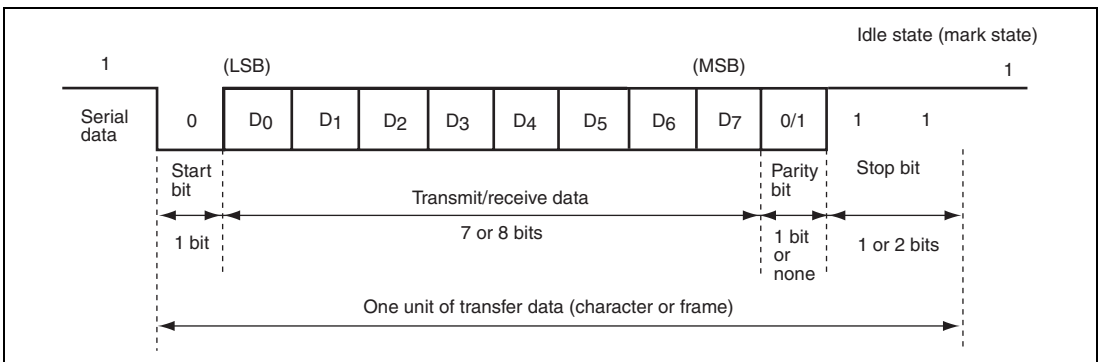 Idle state (mark state)
1 (LSB) (MSB) 1
Serial data
0 D0 D1 D2 D3 D4 D5 D6 D7 0/1 1 1
Start bit
Transmit/receive data
Parity bit
Stop bit
1 bit
7 or 8 bits
1 bit or none
1 or 2 bits
One unit of transfer data (character or frame)